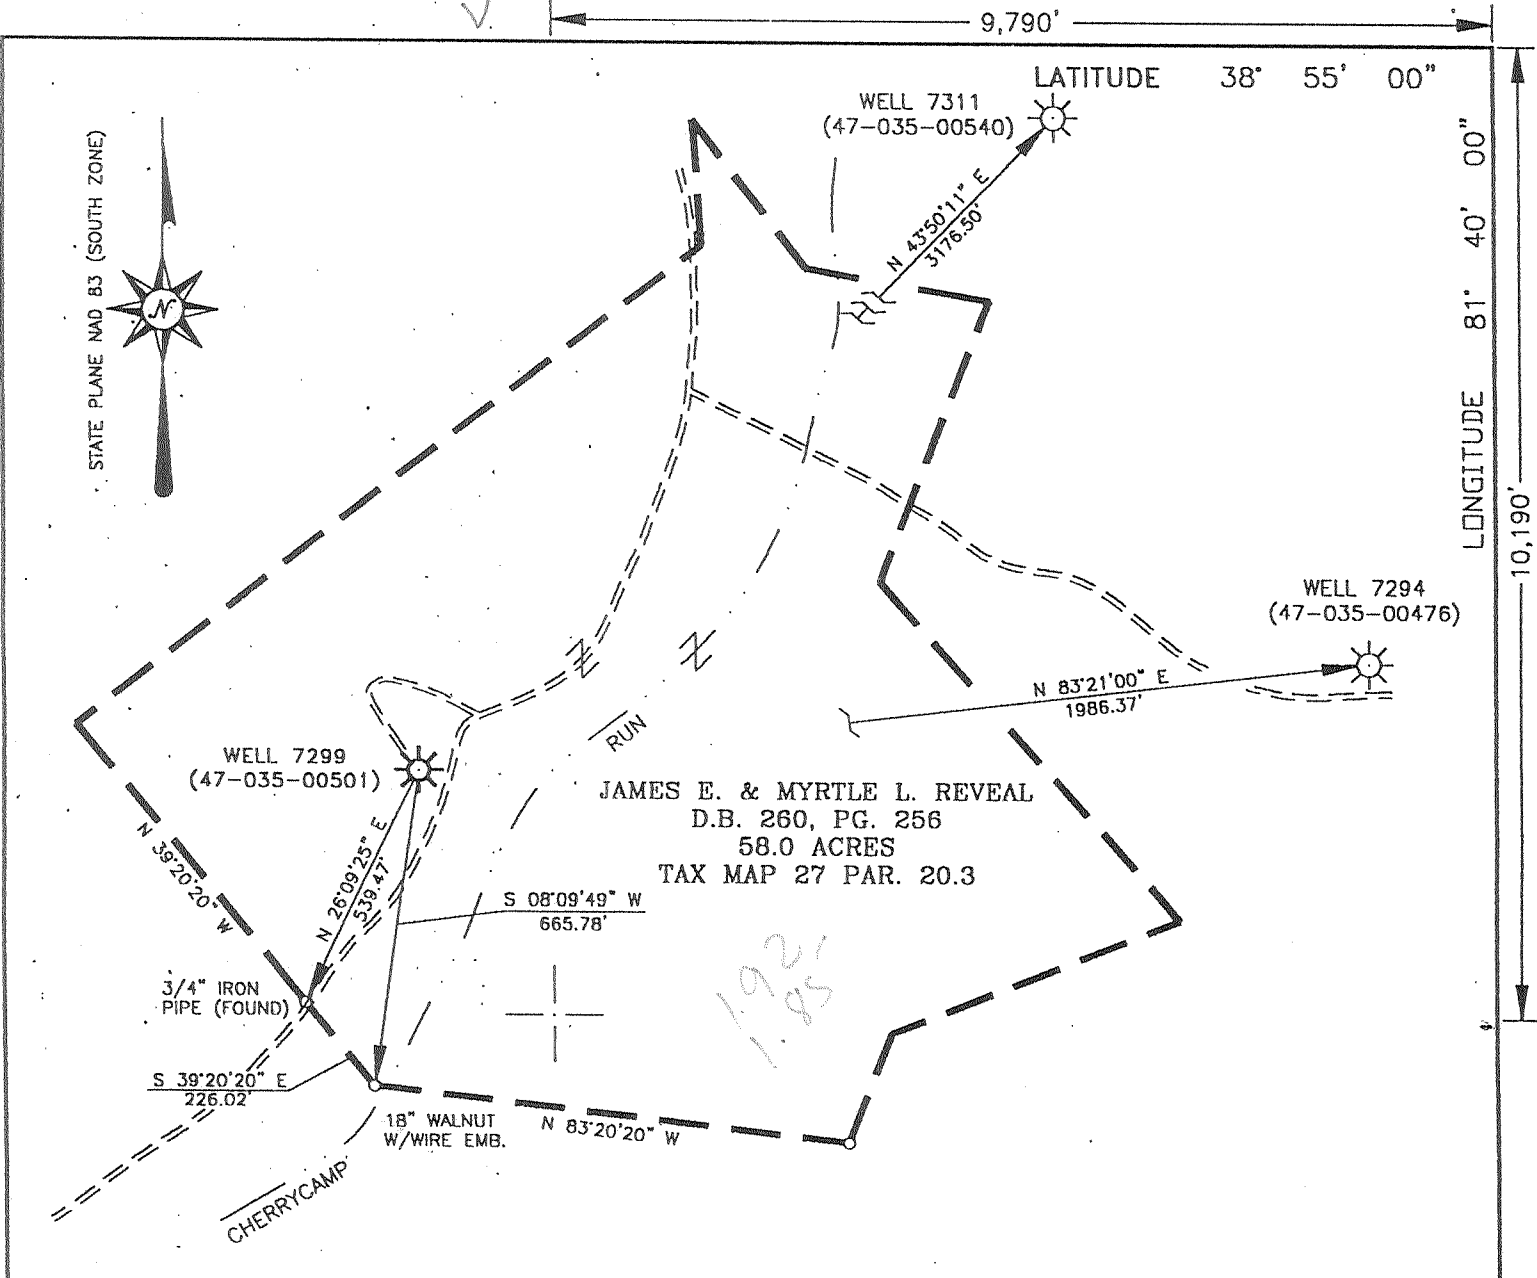 9,790'
LATITUDE 38° 55' 00"
WELL 7311
(47-035-00540)
N 43°50'11" E
3176.50'
LONGITUDE 81° 40' 00"
10,190'
STATE PLANE NAD 83 (SOUTH ZONE)
N
WELL 7294
(47-035-00476)
N 83°21'00" E
1986.37'
RUN
WELL 7299
(47-035-00501)
JAMES E. & MYRTLE L. REVEAL
D.B. 260, PG. 256
58.0 ACRES
TAX MAP 27 PAR. 20.3
N 39°20'20" W
N 26°09'25" E
539.47'
S 08°09'49" W
665.78'
1.92'
1.85
3/4" IRON
PIPE (FOUND)
S 39°20'20" E
226.02'
18" WALNUT
W/WIRE EMB.
N 83°20'20" W
CHERRYCAMP